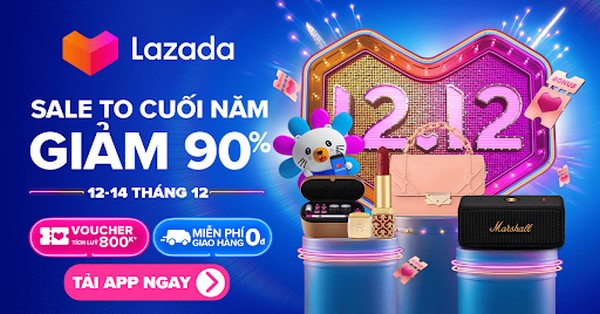 Lazada
SALE TO CUỐI NĂM
GIẢM 90%
12-14 THÁNG 12
VOUCHER
TÍCH LUỸ 800K*
MIỄN PHÍ
GIAO HÀNG 0đ
TẢI APP NGAY
12.12
BONUS
Marshall